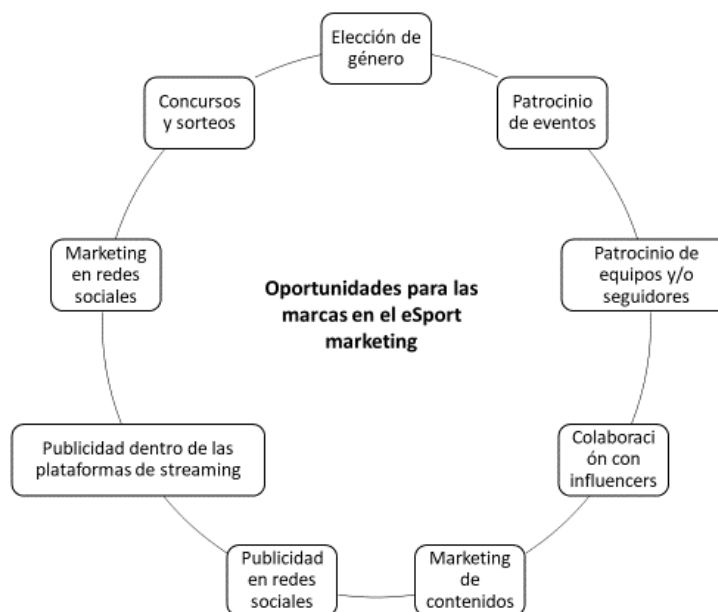 Elección de
género
Patrocinio
de eventos
Patrocinio de
equipos y/o
seguidores
Colaboraci
ón con
influencers
Marketing
de
contenidos
Publicidad
en redes
sociales
Publicidad dentro de las
plataformas de streaming
Marketing
en redes
sociales
Concursos
y sorteos
Oportunidades para las
marcas en el eSport
marketing